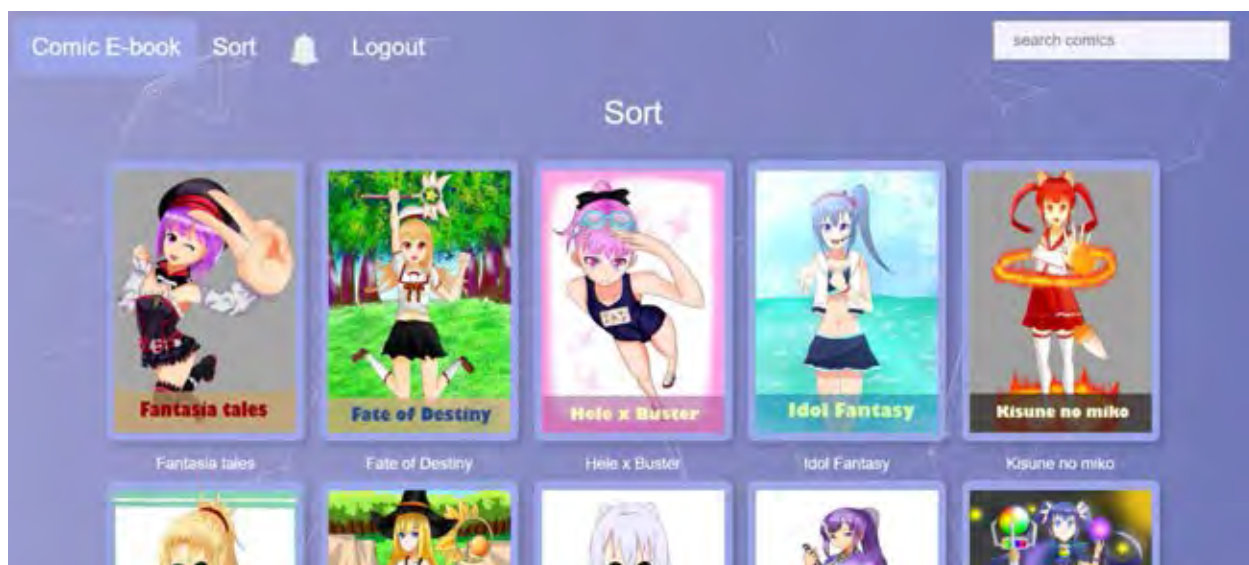 Comic E-book Sort Logout search comics
Sort
Fantasia tales Fate of Destiny Hele x Buster Idol Fantasy Kisune no miko
Fantasia tales Fate of Destiny Hele x Buster Idol Fantasy Kisune no miko